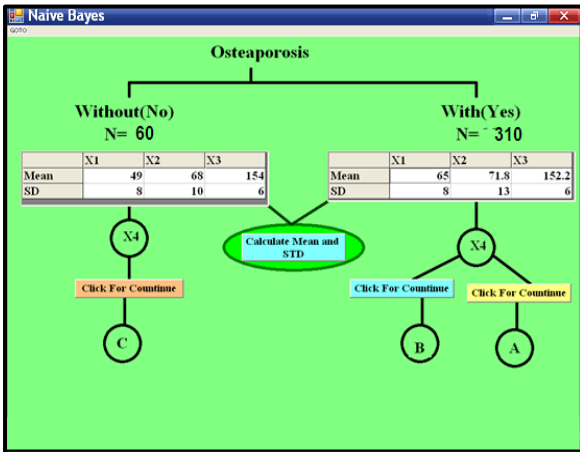 Naive Bayes
GOTO
Osteaporosis
Without(No)
N= 60
With(Yes)
N= 310
X1 X2 X3
Mean 49 68 154
SD 8 10 6
X1 X2 X3
Mean 65 71.8 152.2
SD 8 13 6
X4
Calculate Mean and
STD
X4
Click For Countinue
Click For Countinue
Click For Countinue
C
B
A